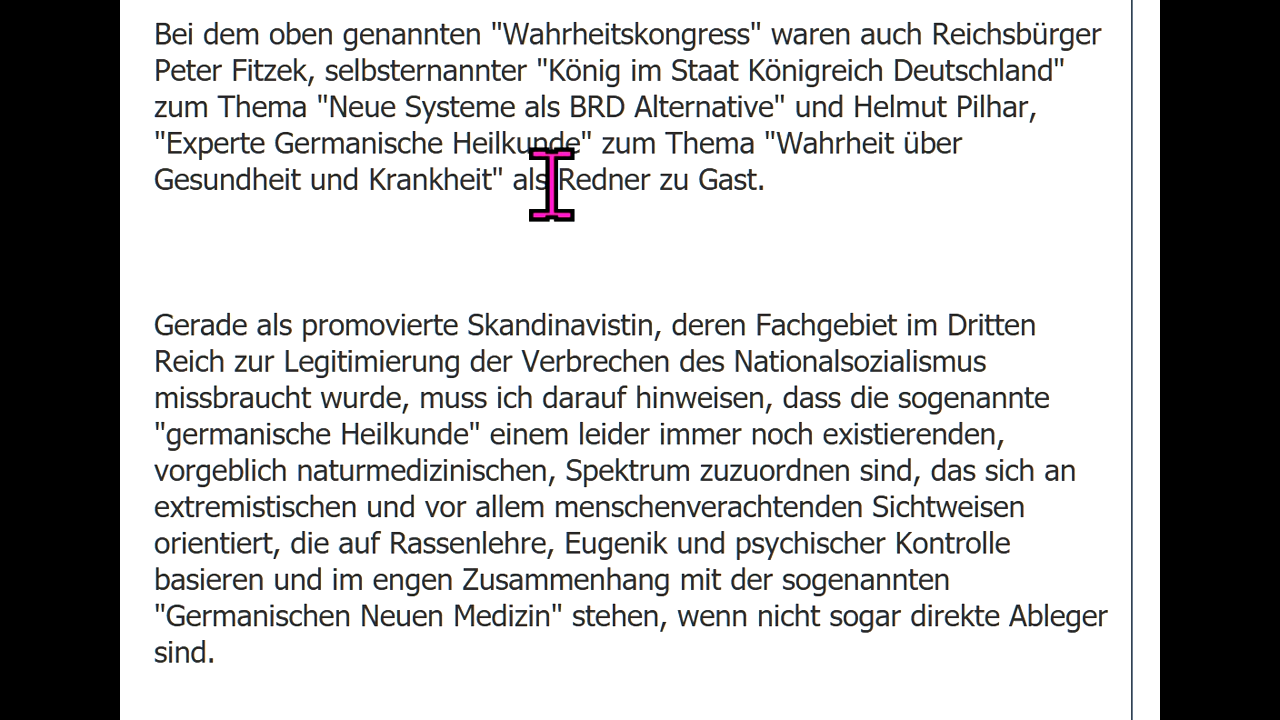 Bei dem oben genannten "Wahrheitskongress" waren auch Reichsbürger
Peter Fitzek, selbsternannter "König im Staat Königreich Deutschland"
zum Thema "Neue Systeme als BRD Alternative" und Helmut Pilhar,
"Experte Germanische Heilkunde" zum Thema "Wahrheit über
Gesundheit und Krankheit" als Redner zu Gast.
Gerade als promovierte Skandinavistin, deren Fachgebiet im Dritten
Reich zur Legitimierung der Verbrechen des Nationalsozialismus
missbraucht wurde, muss ich darauf hinweisen, dass die sogenannte
"germanische Heilkunde" einem leider immer noch existierenden,
vorgeblich naturmedizinischen, Spektrum zuzuordnen sind, das sich an
extremistischen und vor allem menschenverachtenden Sichtweisen
orientiert, die auf Rassenlehre, Eugenik und psychischer Kontrolle
basieren und im engen Zusammenhang mit der sogenannten
"Germanischen Neuen Medizin" stehen, wenn nicht sogar direkte Ableger
sind.